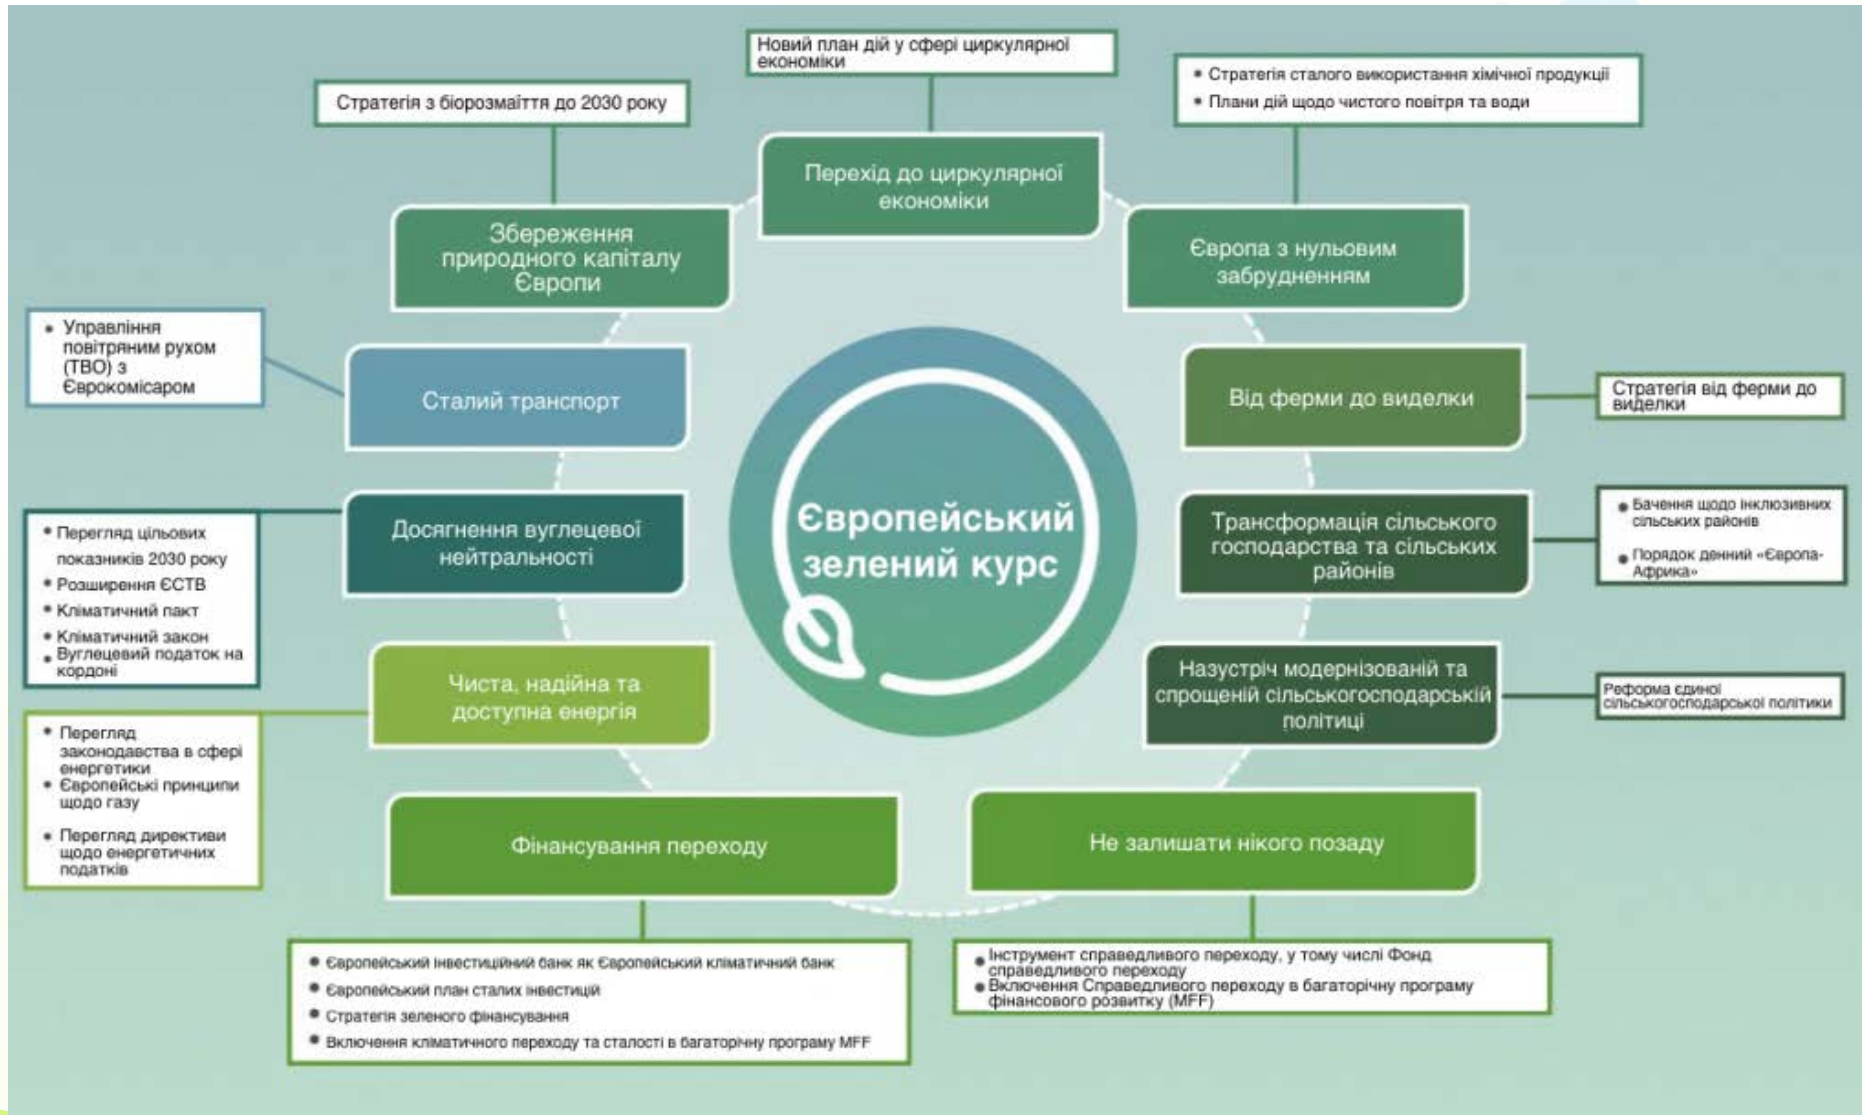 Новий план дій у сфері циркулярної
економіки
Стратегія з біорозмаїття до 2030 року
• Стратегія сталого використання хімічної продукції
• Плани дій щодо чистого повітря та води
Перехід до циркулярної
економіки
Збереження
природного капіталу
Європи
Європа з нульовим
забрудненням
• Управління
повітряним рухом
(ТВО) з
Єврокомісаром
Сталий транспорт
Від ферми до виделки
Стратегія від ферми до
виделки
Європейський
зелений курс
• Перегляд цільових
показників 2030 року
• Розширення ЄСТВ
• Кліматичний пакт
• Кліматичний закон
• Вуглецевий податок на
кордоні
Досягнення вуглецевої
нейтральності
Трансформація сільського
господарства та сільських
районів
• Бачення щодо інклюзивних
сільських районів
• Порядок денний «Європа-
Африка»
Чиста, надійна та
доступна енергія
Назустріч модернізованій та
спрощеній сільськогосподарській
політиці
Реформа єдиної
сільськогосподарської політики
• Перегляд
законодавства в сфері
енергетики
• Європейські принципи
щодо газу
• Перегляд директиви
щодо енергетичних
податків
Фінансування переходу
Не залишати нікого позаду
• Європейський інвестиційний банк як Європейський кліматичний банк
• Європейський план сталих інвестицій
• Стратегія зеленого фінансування
• Включення кліматичного переходу та сталості в багаторічну програму MFF
• Інструмент справедливого переходу, у тому числі Фонд
справедливого переходу
• Включення Справедливого переходу в багаторічну програму
фінансового розвитку (MFF)